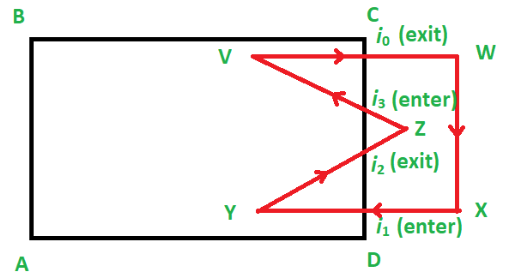 B
C
i0 (exit)
V
W
i3 (enter)
Z
i2 (exit)
Y
X
i1 (enter)
A
D